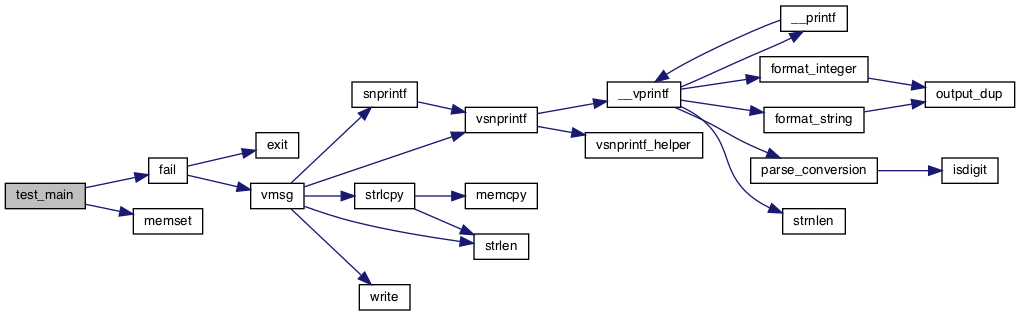 test_main
fail
memset
exit
vmsg
snprintf
strlcpy
write
vsnprintf
memcpy
strlen
__vprintf
vsnprintf_helper
__printf
format_integer
format_string
parse_conversion
strnlen
output_dup
isdigit